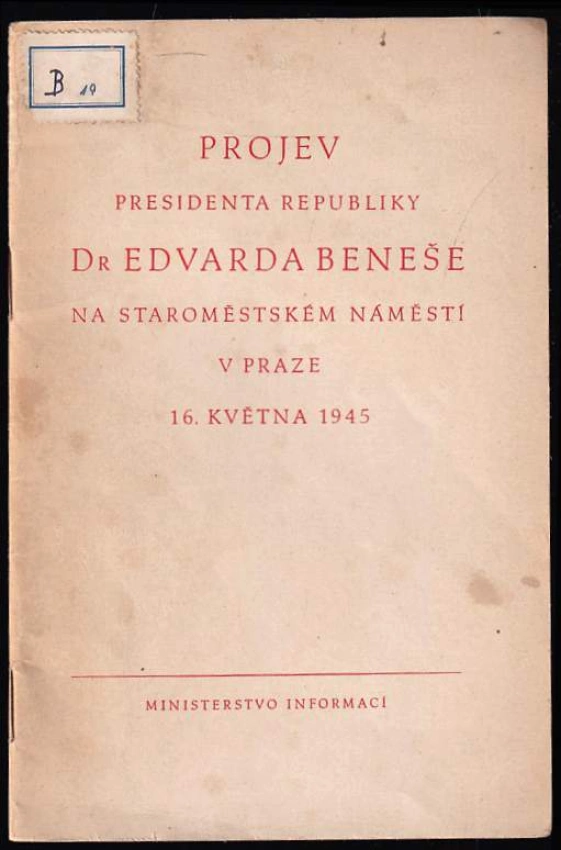 B 19
PROJEV
PRESIDENTA REPUBLIKY
DR EDVARDA BENEŠE
NA STAROMĚSTSKÉM NÁMĚSTÍ
V PRAZE
16. KVĚTNA 1945
MINISTERSTVO INFORMACÍ